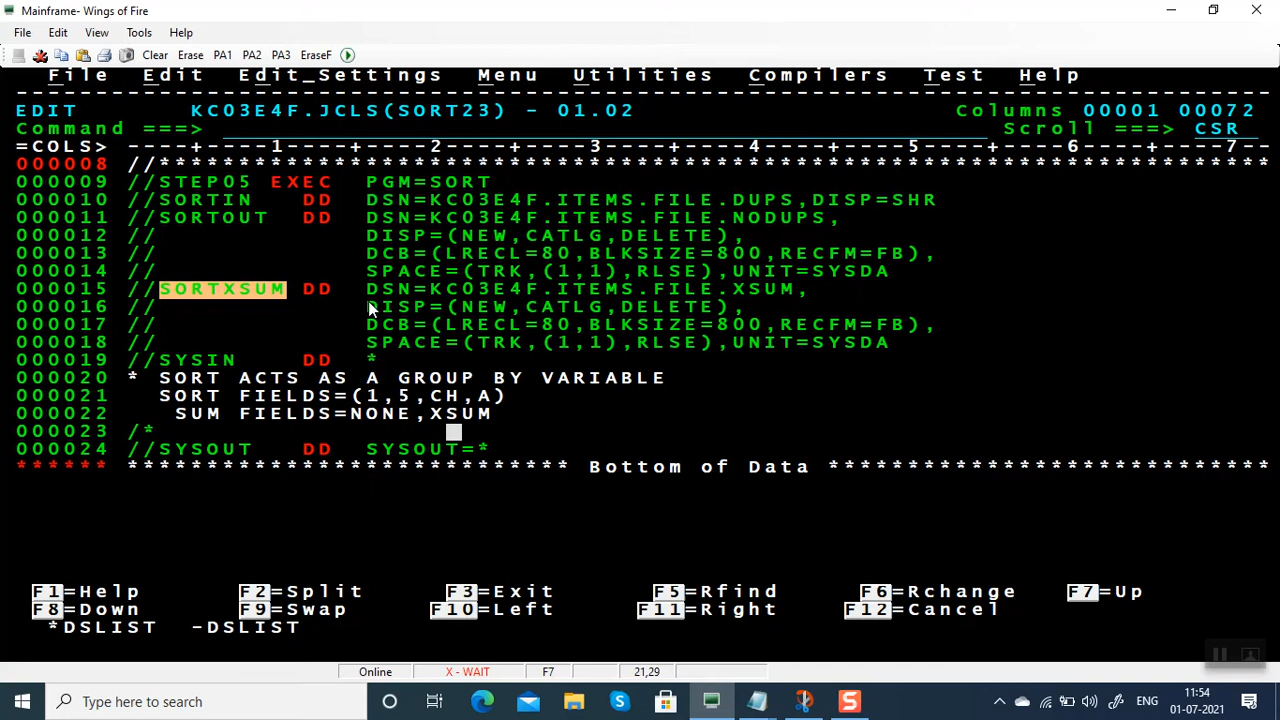 Mainframe- Wings of Fire
File Edit View Tools Help
Clear Erase PA1 PA2 PA3 EraseF
File Edit Edit_Settings Menu Utilities Compilers Test Help
--------------------------------------------------------------------------------
EDIT KC03E4F.JCLS(SORT23) - 01.02 Columns 00001 00072
Command ===> Scroll ===> CSR
=COLS> ----+----1----+----2----+----3----+----4----+----5----+----6----+----7--
000008 //**********************************************************************
000009 //STEP05 EXEC PGM=SORT
000010 //SORTIN DD DSN=KC03E4F.ITEMS.FILE.DUPS,DISP=SHR
000011 //SORTOUT DD DSN=KC03E4F.ITEMS.FILE.NODUPS,
000012 // DISP=(NEW,CATLG,DELETE),
000013 // DCB=(LRECL=80,BLKSIZE=800,RECFM=FB),
000014 // SPACE=(TRK,(1,1),RLSE),UNIT=SYSDA
000015 //SORTXSUM DD DSN=KC03E4F.ITEMS.FILE.XSUM,
000016 // DISP=(NEW,CATLG,DELETE),
000017 // DCB=(LRECL=80,BLKSIZE=800,RECFM=FB),
000018 // SPACE=(TRK,(1,1),RLSE),UNIT=SYSDA
000019 //SYSIN DD *
000020 * SORT ACTS AS A GROUP BY VARIABLE
000021 SORT FIELDS=(1,5,CH,A)
000022 SUM FIELDS=NONE,XSUM
000023 /*
000024 //SYSOUT DD SYSOUT=*
****** **************************** Bottom of Data ****************************
F1=Help F2=Split F3=Exit F5=Rfind F6=Rchange F7=Up
F8=Down F9=Swap F10=Left F11=Right F12=Cancel
*DSLIST -DSLIST
Online X - WAIT F7 21,29
Type here to search ENG 11:54
01-07-2021